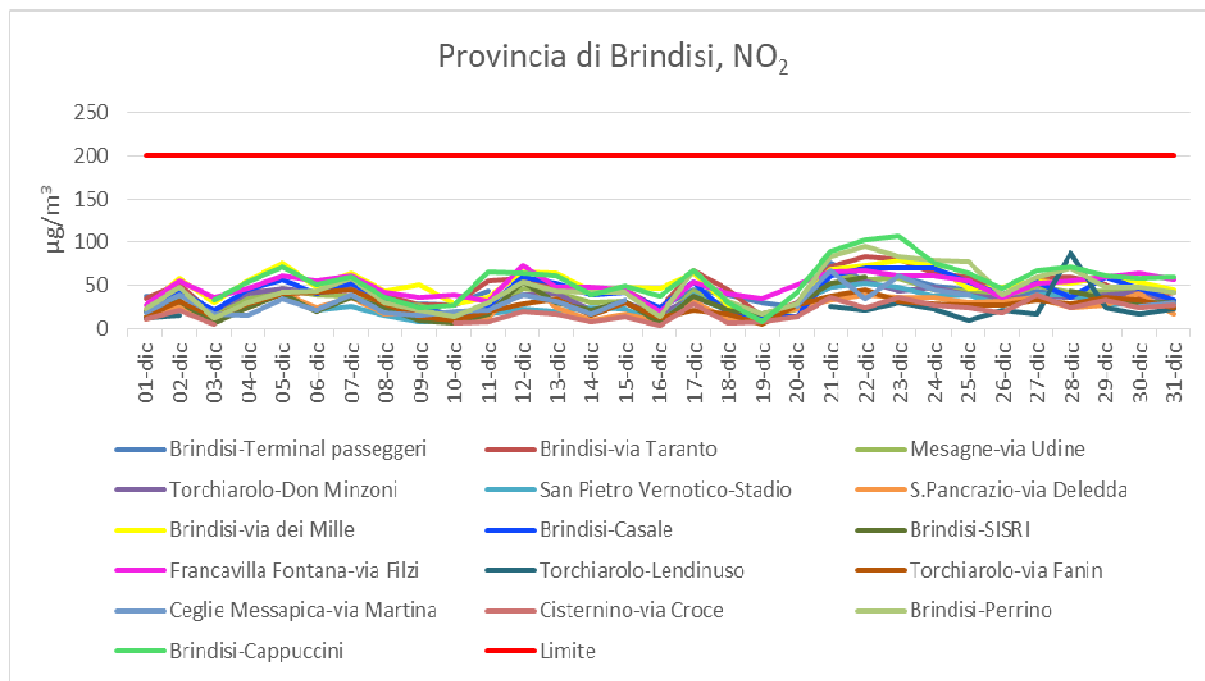 Provincia di Brindisi, NO₂
250
200
150
100
50
0
µg/m³
01-dic
02-dic
03-dic
04-dic
05-dic
06-dic
07-dic
08-dic
09-dic
10-dic
11-dic
12-dic
13-dic
14-dic
15-dic
16-dic
17-dic
18-dic
19-dic
20-dic
21-dic
22-dic
23-dic
24-dic
25-dic
26-dic
27-dic
28-dic
29-dic
30-dic
31-dic
Brindisi-Terminal passeggeri Brindisi-via Taranto Mesagne-via Udine
Torchiarolo-Don Minzoni San Pietro Vernotico-Stadio S.Pancrazio-via Deledda
Brindisi-via dei Mille Brindisi-Casale Brindisi-SISRI
Francavilla Fontana-via Filzi Torchiarolo-Lendinuso Torchiarolo-via Fanin
Ceglie Messapica-via Martina Cisternino-via Croce Brindisi-Perrino
Brindisi-Cappuccini Limite